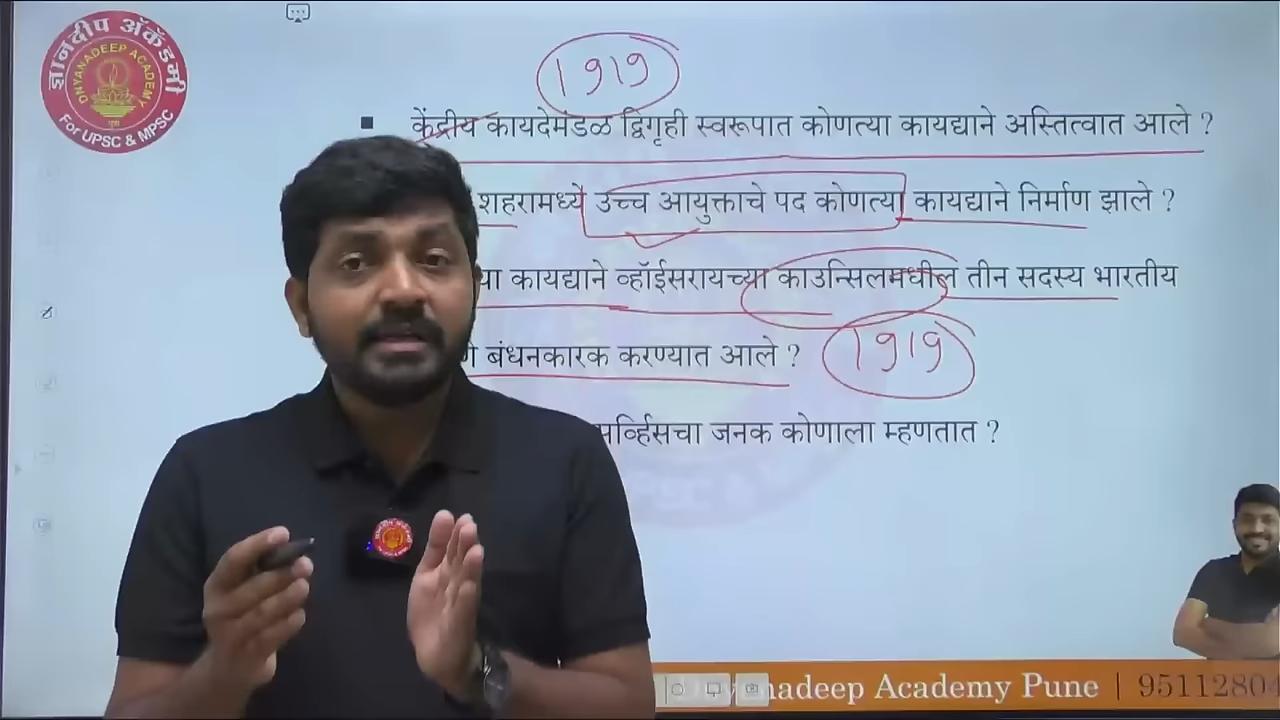 ज्ञानदीप ॲकॅडमी
DNYANADEEP ACADEMY
पुणे
For UPSC & MPSC
1919
केंद्रीय कायदेमंडळ द्विगृही स्वरूपात कोणत्या कायद्याने अस्तित्वात आले ?
शहरामध्ये उच्च आयुक्ताचे पद कोणत्या कायद्याने निर्माण झाले ?
या कायद्याने व्हॉईसरायच्या काउन्सिलमधील तीन सदस्य भारतीय
बंधनकारक करण्यात आले ? 1919
सर्व्हिसचा जनक कोणाला म्हणतात ?
PSC & M
nadeep Academy Pune | 95112804